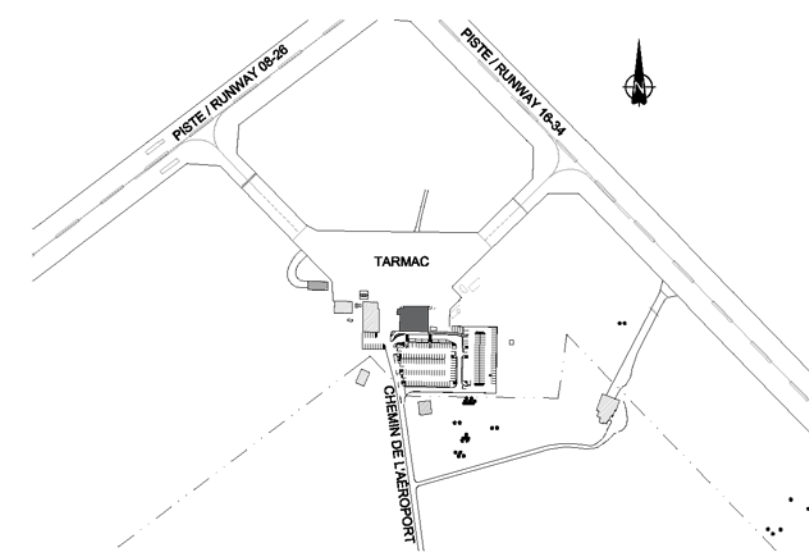 PISTE / RUNWAY 08-26
PISTE / RUNWAY 16-34
N
TARMAC
CHEMIN DE L'AÉROPORT